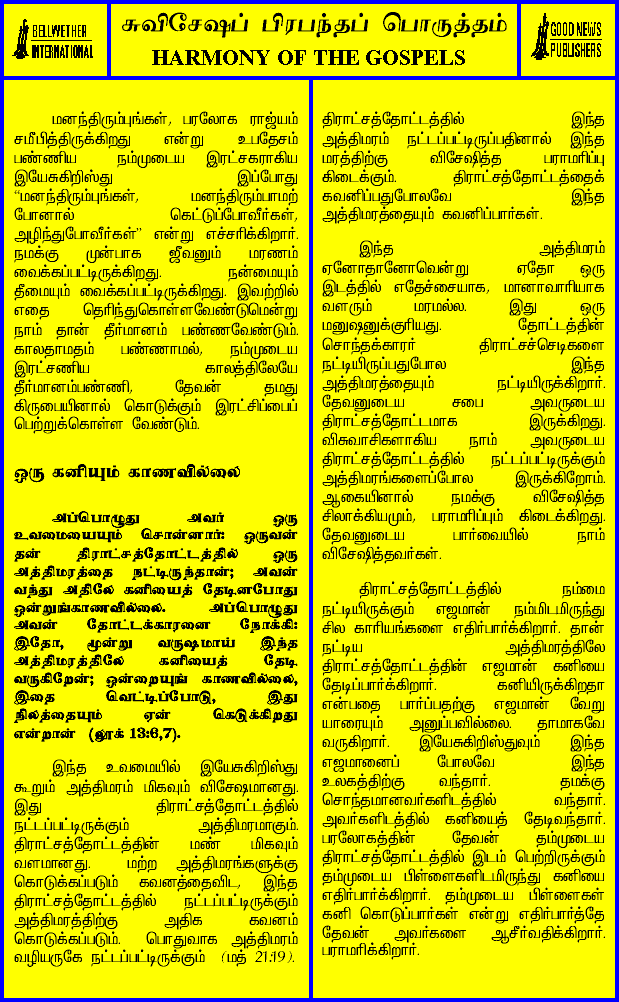 BELLWETHER
INTERNATIONAL
சுவிசேஷப் பிரபந்தப் பொருத்தம்
HARMONY OF THE GOSPELS
GOOD NEWS
PUBLISHERS
மனந்திரும்புங்கள், பரலோக ராஜ்யம்
சமீபித்திருக்கிறது என்று உபதேசம்
பண்ணிய நம்முடைய இரட்சகராகிய
இயேசுகிறிஸ்து இப்போது
“மனந்திரும்புங்கள், மனந்திரும்பாமற்
போனால் கெட்டுப்போவீர்கள்,
அழிந்துபோவீர்கள்” என்று எச்சரிக்கிறார்.
நமக்கு முன்பாக ஜீவனும் மரணம்
வைக்கப்பட்டிருக்கிறது. நன்மையும்
தீமையும் வைக்கப்பட்டிருக்கிறது. இவற்றில்
எதை தெரிந்துகொள்ளவேண்டுமென்று
நாம் தான் தீர்மானம் பண்ணவேண்டும்.
காலதாமதம் பண்ணாமல், நம்முடைய
இரட்சணிய காலத்திலேயே
தீர்மானம்பண்ணி, தேவன் தமது
கிருபையினால் கொடுக்கும் இரட்சிப்பைப்
பெற்றுக்கொள்ள வேண்டும்.
ஒரு கனியும் காணவில்லை
அப்பொழுது அவர் ஒரு
உவமையையும் சொன்னார்: ஒருவன்
தன் திராட்சத்தோட்டத்தில் ஒரு
அத்திமரத்தை நட்டிருந்தான்; அவன்
வந்து அதிலே கனியைத் தேடினபோது
ஒன்றுங்காணவில்லை. அப்பொழுது
அவன் தோட்டக்காரனை நோக்கி:
இதோ, மூன்று வருஷமாய் இந்த
அத்திமரத்திலே கனியைத் தேடி
வருகிறேன்; ஒன்றையுங் காணவில்லை,
இதை வெட்டிப்போடு, இது
நிலத்தையும் ஏன் கெடுக்கிறது
என்றான் (லூக் 13:6,7).
இந்த உவமையில் இயேசுகிறிஸ்து
கூறும் அத்திமரம் மிகவும் விசேஷமானது.
இது திராட்சத்தோட்டத்தில்
நட்டப்பட்டிருக்கும் அத்திமரமாகும்.
திராட்சத்தோட்டத்தின் மண் மிகவும்
வளமானது. மற்ற அத்திமரங்களுக்கு
கொடுக்கப்படும் கவனத்தைவிட, இந்த
திராட்சத்தோட்டத்தில் நட்டப்பட்டிருக்கும்
அத்திமரத்திற்கு அதிக கவனம்
கொடுக்கப்படும். பொதுவாக அத்திமரம்
வழியருகே நட்டப்பட்டிருக்கும் (மத் 21:19).
திராட்சத்தோட்டத்தில் இந்த
அத்திமரம் நட்டப்பட்டிருப்பதினால் இந்த
மரத்திற்கு விசேஷித்த பராமரிப்பு
கிடைக்கும். திராட்சத்தோட்டத்தைக்
கவனிப்பதுபோலவே இந்த
அத்திமரத்தையும் கவனிப்பார்கள்.
இந்த அத்திமரம்
ஏனோதானோவென்று ஏதோ ஒரு
இடத்தில் எதேச்சையாக, மானாவாரியாக
வளரும் மரமல்ல. இது ஒரு
மனுஷனுக்குரியது. தோட்டத்தின்
சொந்தக்காரர் திராட்சச்செடிகளை
நட்டியிருப்பதுபோல இந்த
அத்திமரத்தையும் நட்டியிருக்கிறார்.
தேவனுடைய சபை அவருடைய
திராட்சத்தோட்டமாக இருக்கிறது.
விசுவாசிகளாகிய நாம் அவருடைய
திராட்சத்தோட்டத்தில் நட்டப்பட்டிருக்கும்
அத்திமரங்களைப்போல இருக்கிறோம்.
ஆகையினால் நமக்கு விசேஷித்த
சிலாக்கியமும், பராமரிப்பும் கிடைக்கிறது.
தேவனுடைய பார்வையில் நாம்
விசேஷித்தவர்கள்.
திராட்சத்தோட்டத்தில் நம்மை
நட்டியிருக்கும் எஜமான் நம்மிடமிருந்து
சில காரியங்களை எதிர்பார்க்கிறார். தான்
நட்டிய அத்திமரத்திலே
திராட்சத்தோட்டத்தின் எஜமான் கனியை
தேடிப்பார்க்கிறார். கனியிருக்கிறதா
என்பதை பார்ப்பதற்கு எஜமான் வேறு
யாரையும் அனுப்பவில்லை. தாமாகவே
வருகிறார். இயேசுகிறிஸ்துவும் இந்த
எஜமானைப் போலவே இந்த
உலகத்திற்கு வந்தார். தமக்கு
சொந்தமானவர்களிடத்தில் வந்தார்.
அவர்களிடத்தில் கனியைத் தேடிவந்தார்.
பரலோகத்தின் தேவன் தம்முடைய
திராட்சத்தோட்டத்தில் இடம் பெற்றிருக்கும்
தம்முடைய பிள்ளைகளிடமிருந்து கனியை
எதிர்பார்க்கிறார். தம்முடைய பிள்ளைகள்
கனி கொடுப்பார்கள் என்று எதிர்பார்த்தே
தேவன் அவர்களை ஆசீர்வதிக்கிறார்.
பராமரிக்கிறார்.